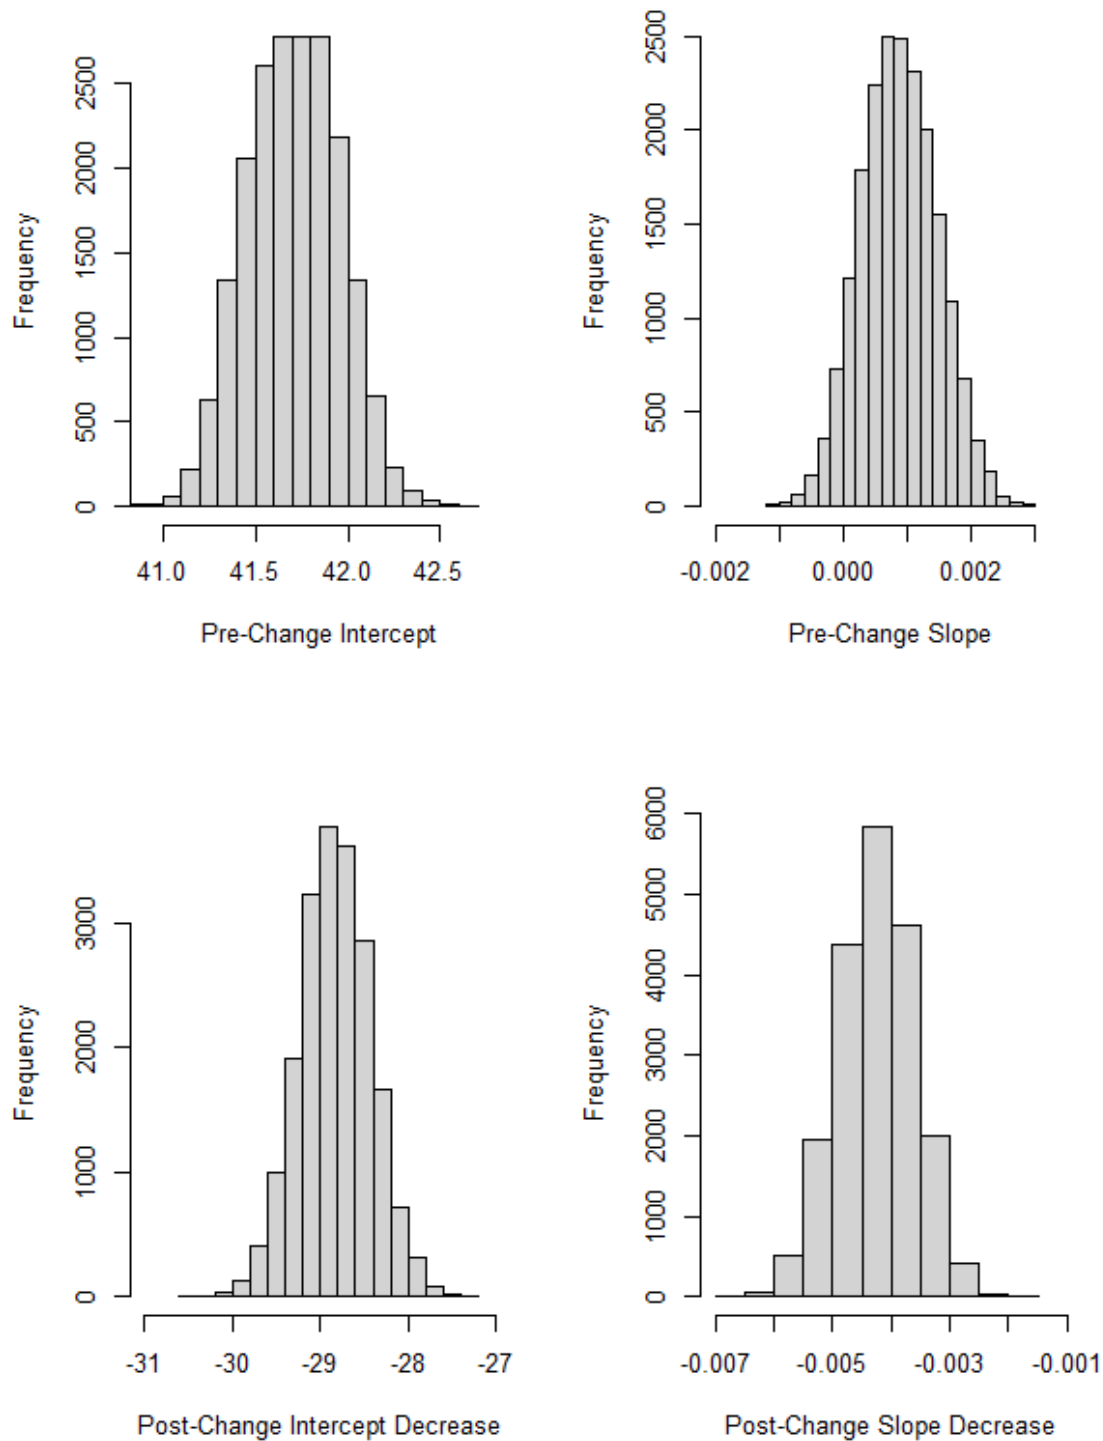 Frequency
0 500 1000 1500 2000 2500
41.0 41.5 42.0 42.5
Pre-Change Intercept
Frequency
0 500 1000 1500 2000 2500
-0.002 0.000 0.002
Pre-Change Slope
Frequency
0 1000 2000 3000
-31 -30 -29 -28 -27
Post-Change Intercept Decrease
Frequency
0 1000 2000 3000 4000 5000 6000
-0.007 -0.005 -0.003 -0.001
Post-Change Slope Decrease